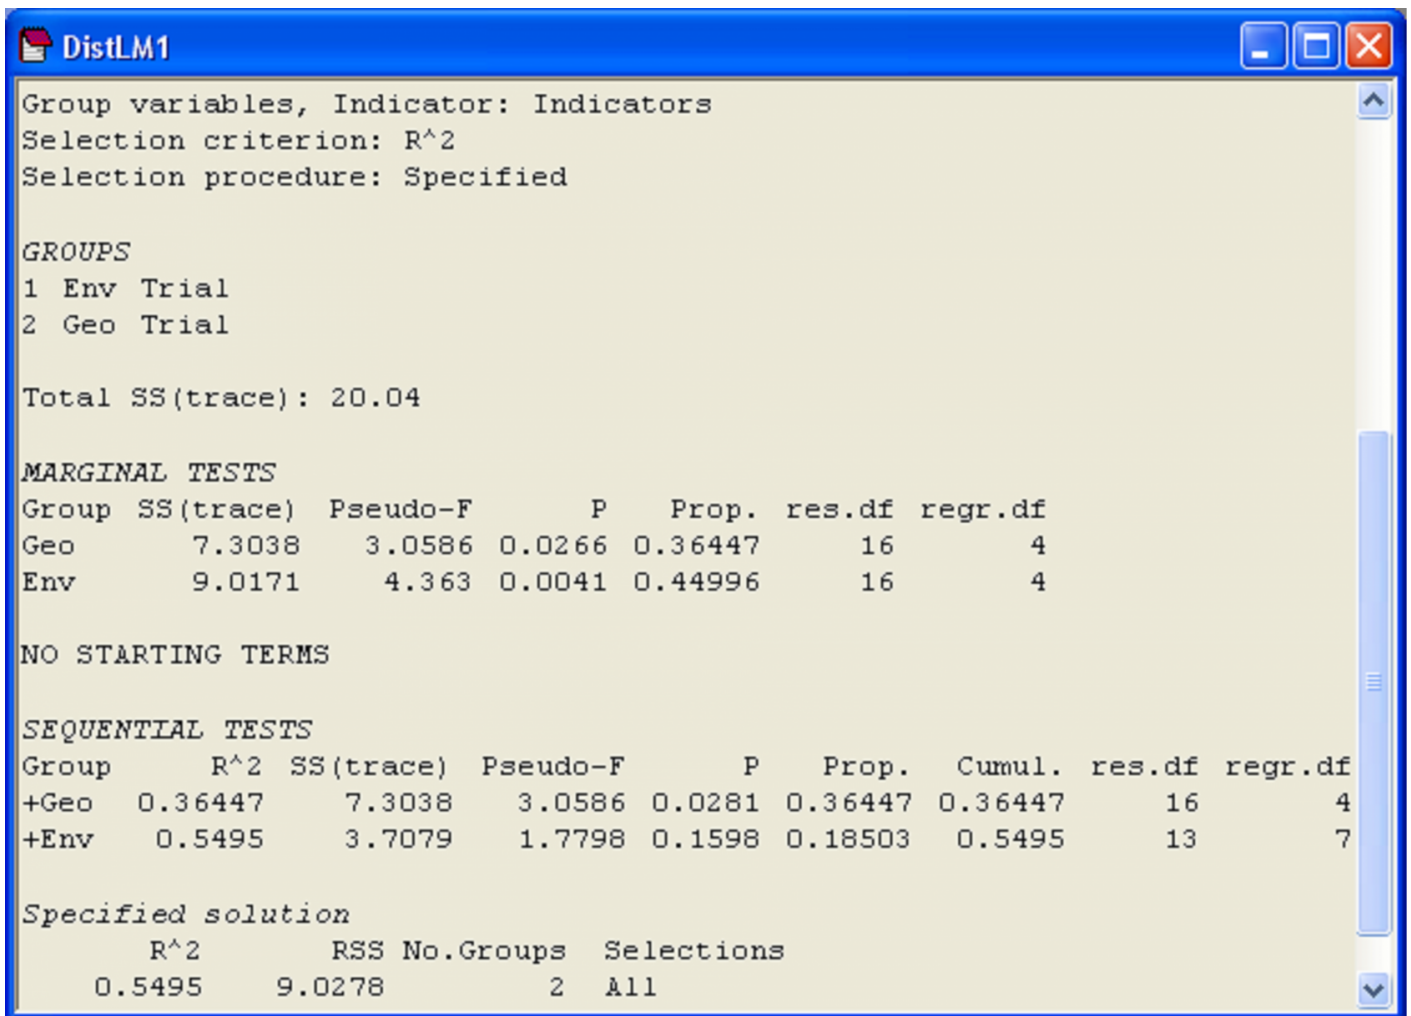 DistLM1
Group variables, Indicator: Indicators
Selection criterion: R^2
Selection procedure: Specified
GROUPS
1 Env Trial
2 Geo Trial
Total SS(trace): 20.04
MARGINAL TESTS
Group SS(trace) Pseudo-F P Prop. res.df regr.df
Geo 7.3038 3.0586 0.0266 0.36447 16 4
Env 9.0171 4.363 0.0041 0.44996 16 4
NO STARTING TERMS
SEQUENTIAL TESTS
Group R^2 SS(trace) Pseudo-F P Prop. Cumul. res.df regr.df
+Geo 0.36447 7.3038 3.0586 0.0281 0.36447 0.36447 16 4
+Env 0.5495 3.7079 1.7798 0.1598 0.18503 0.5495 13 7
Specified solution
R^2 RSS No.Groups Selections
0.5495 9.0278 2 All